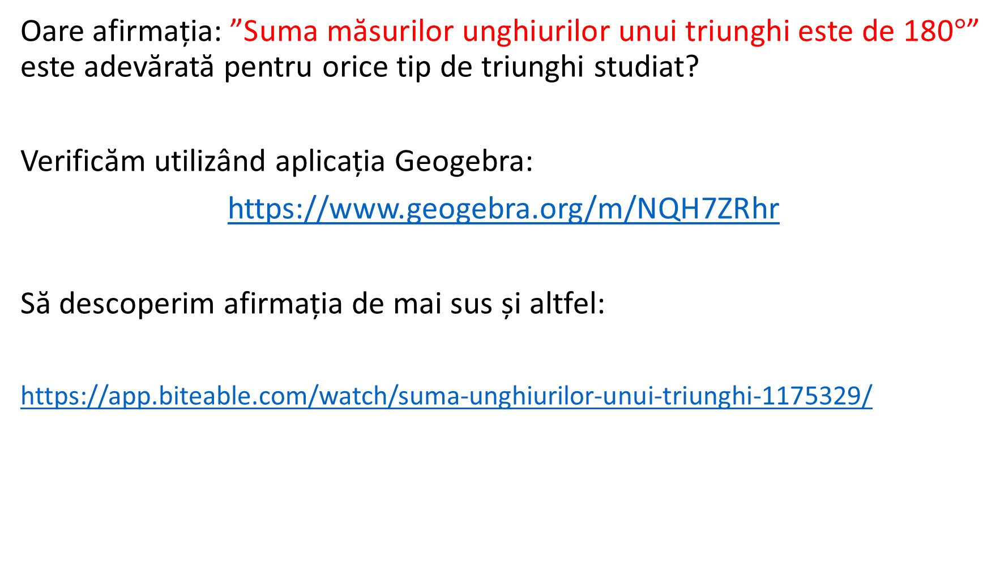 Oare afirmația: ”Suma măsurilor unghiurilor unui triunghi este de 180°”
este adevărată pentru orice tip de triunghi studiat?
Verificăm utilizând aplicația Geogebra:
https://www.geogebra.org/m/NQH7ZRhr
Să descoperim afirmația de mai sus și altfel:
https://app.biteable.com/watch/suma-unghiurilor-unui-triunghi-1175329/